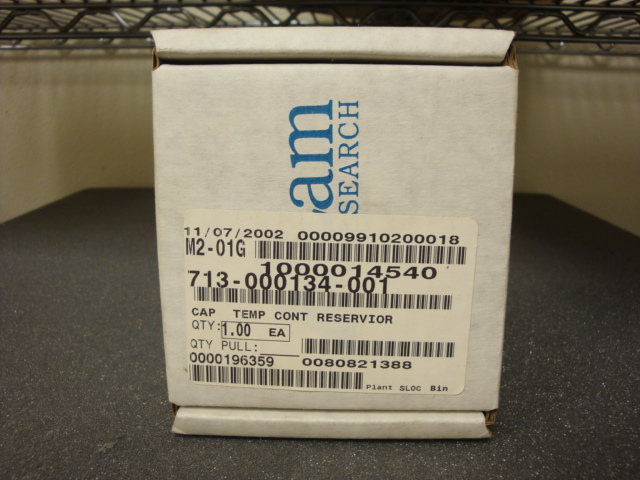 am
SEARCH
11/07/2002 00009910200018
M2-01G
1000014540
713-000134-001
CAP TEMP CONT RESERVIOR
QTY: 1.00 EA
QTY PULL:
0000196359 0080821388
Plant SLOC Bin